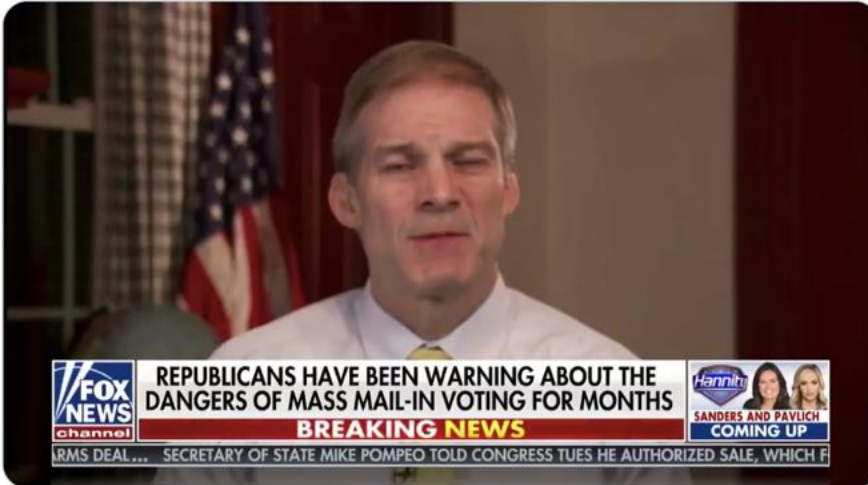 REPUBLICANS HAVE BEEN WARNING ABOUT THE
DANGERS OF MASS MAIL-IN VOTING FOR MONTHS
FOX
NEWS
channel
BREAKING NEWS
Hannity
SANDERS AND PAVLICH
COMING UP
ARMS DEAL... SECRETARY OF STATE MIKE POMPEO TOLD CONGRESS TUES HE AUTHORIZED SALE, WHICH